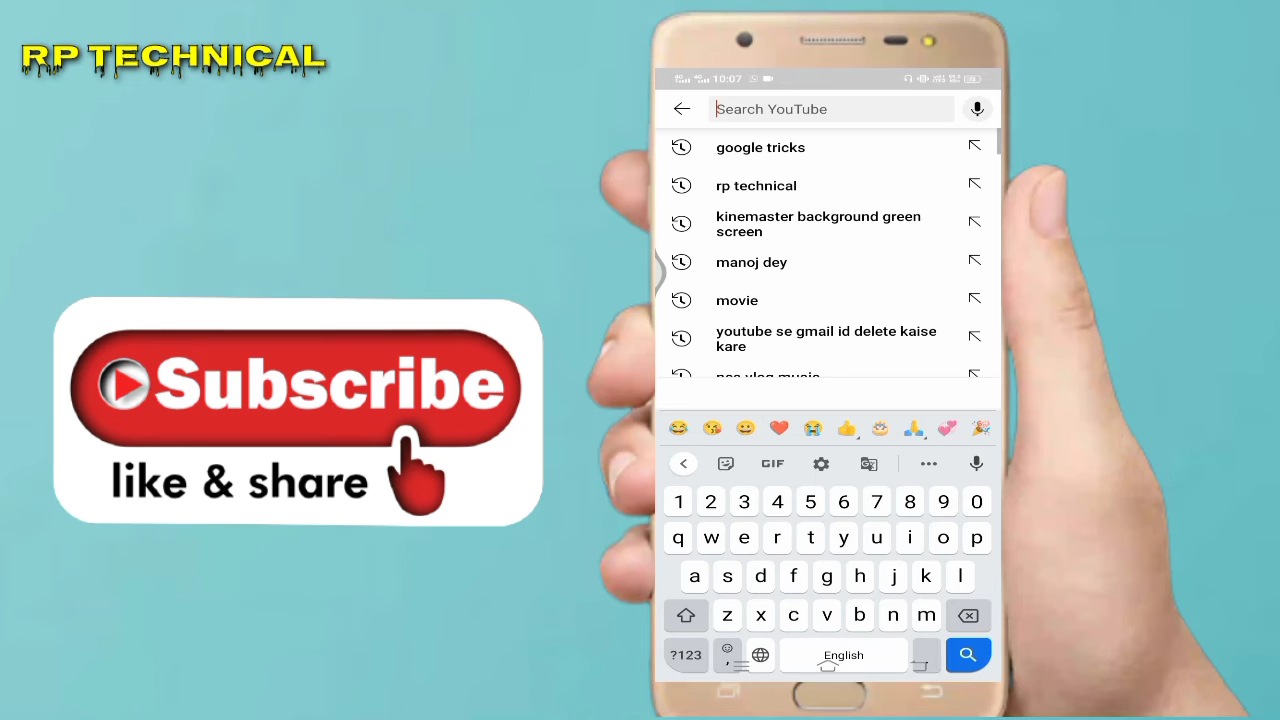 RP TECHNICAL
10:07
Search YouTube
google tricks
rp technical
kinemaster background green
screen
manoj dey
movie
youtube se gmail id delete kaise
kare
Subscribe
like & share
GIF
1 2 3 4 5 6 7 8 9 0
q w e r t y u i o p
a s d f g h j k l
z x c v b n m
?123 , English .